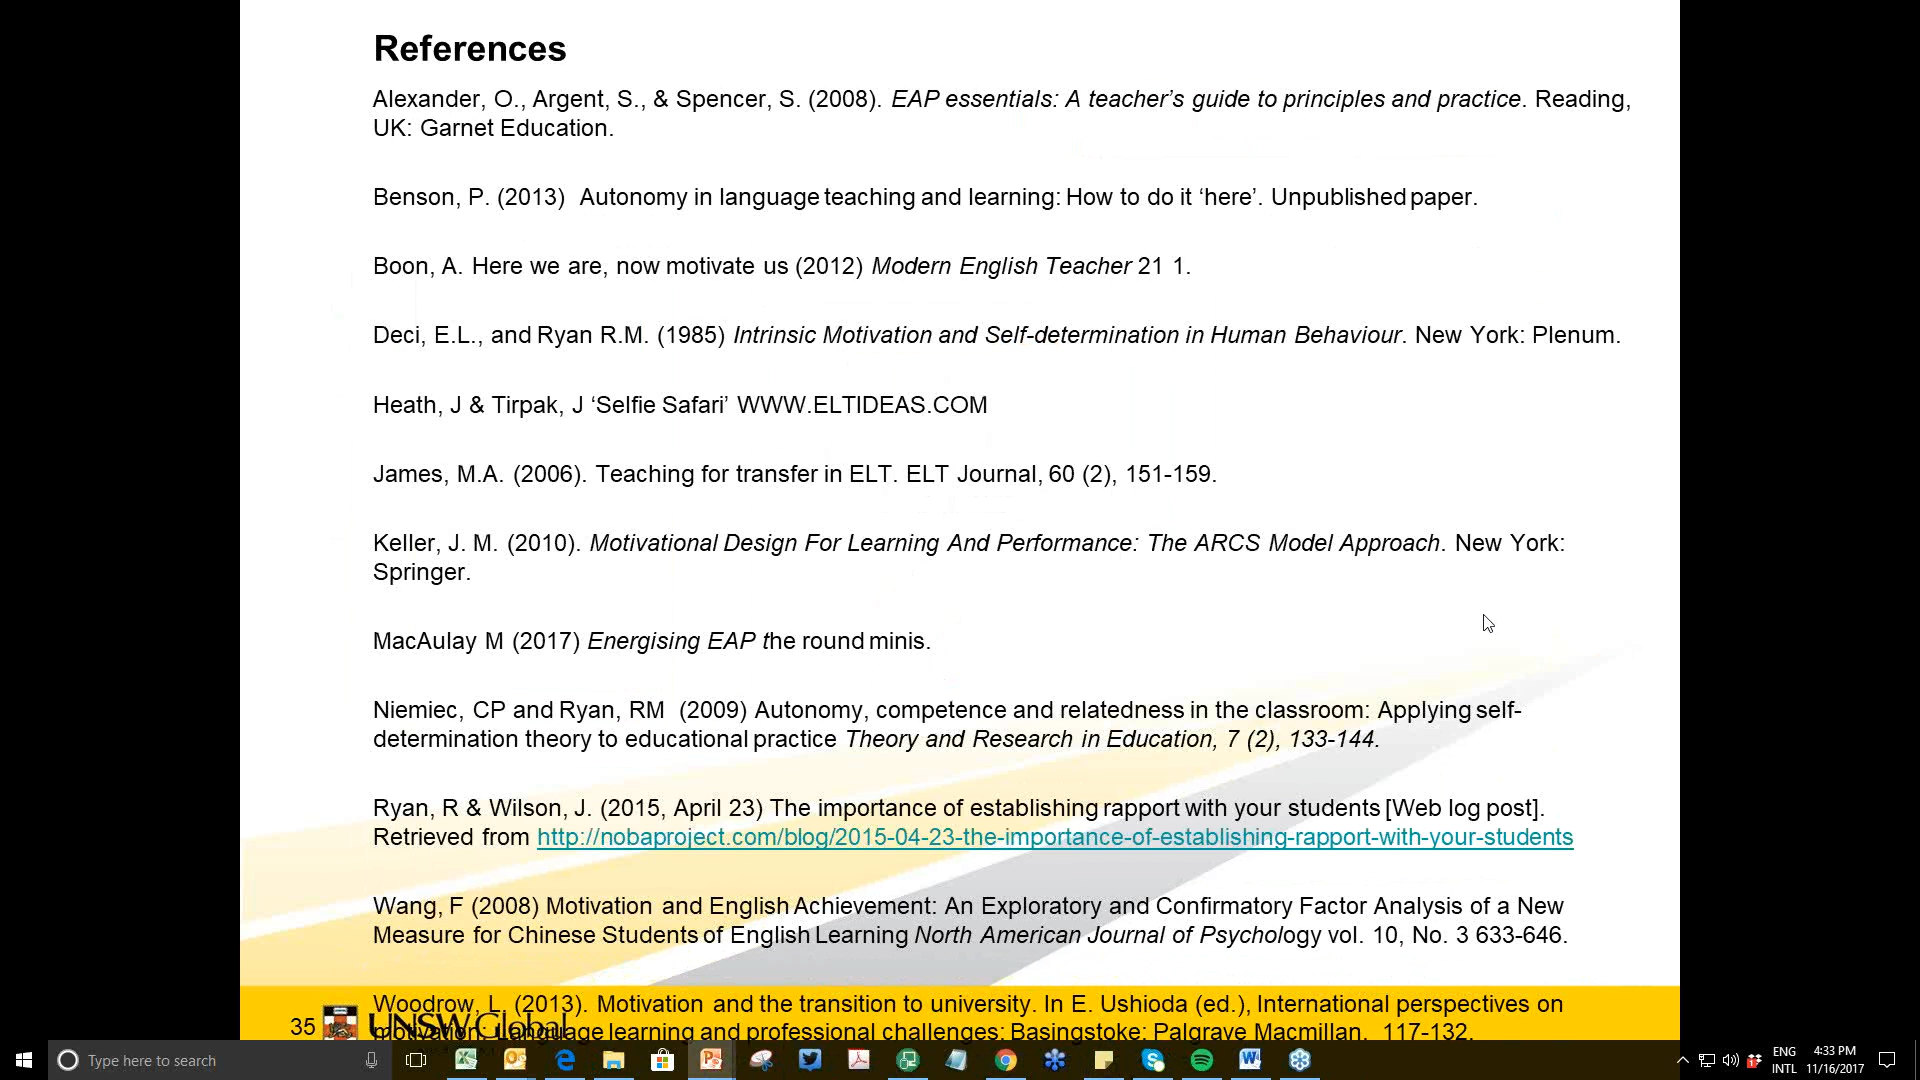 References
Alexander, O., Argent, S., & Spencer, S. (2008). EAP essentials: A teacher’s guide to principles and practice. Reading,
UK: Garnet Education.
Benson, P. (2013)  Autonomy in language teaching and learning: How to do it ‘here’. Unpublished paper.
Boon, A. Here we are, now motivate us (2012) Modern English Teacher 21 1.
Deci, E.L., and Ryan R.M. (1985) Intrinsic Motivation and Self-determination in Human Behaviour. New York: Plenum.
Heath, J & Tirpak, J ‘Selfie Safari’ WWW.ELTIDEAS.COM
James, M.A. (2006). Teaching for transfer in ELT. ELT Journal, 60 (2), 151-159.
Keller, J. M. (2010). Motivational Design For Learning And Performance: The ARCS Model Approach. New York:
Springer.
MacAulay M (2017) Energising EAP the round minis.
Niemiec, CP and Ryan, RM  (2009) Autonomy, competence and relatedness in the classroom: Applying self-
determination theory to educational practice Theory and Research in Education, 7 (2), 133-144.
Ryan, R & Wilson, J. (2015, April 23) The importance of establishing rapport with your students [Web log post].
Retrieved from http://nobaproject.com/blog/2015-04-23-the-importance-of-establishing-rapport-with-your-students
Wang, F (2008) Motivation and English Achievement: An Exploratory and Confirmatory Factor Analysis of a New
Measure for Chinese Students of English Learning North American Journal of Psychology vol. 10, No. 3 633-646.
Woodrow, L. (2013). Motivation and the transition to university. In E. Ushioda (ed.), International perspectives on
motivation: Language learning and professional challenges: Basingstoke: Palgrave Macmillan.  117-132.
35
UNSW Global
Type here to search
ENG
INTL
4:33 PM
11/16/2017